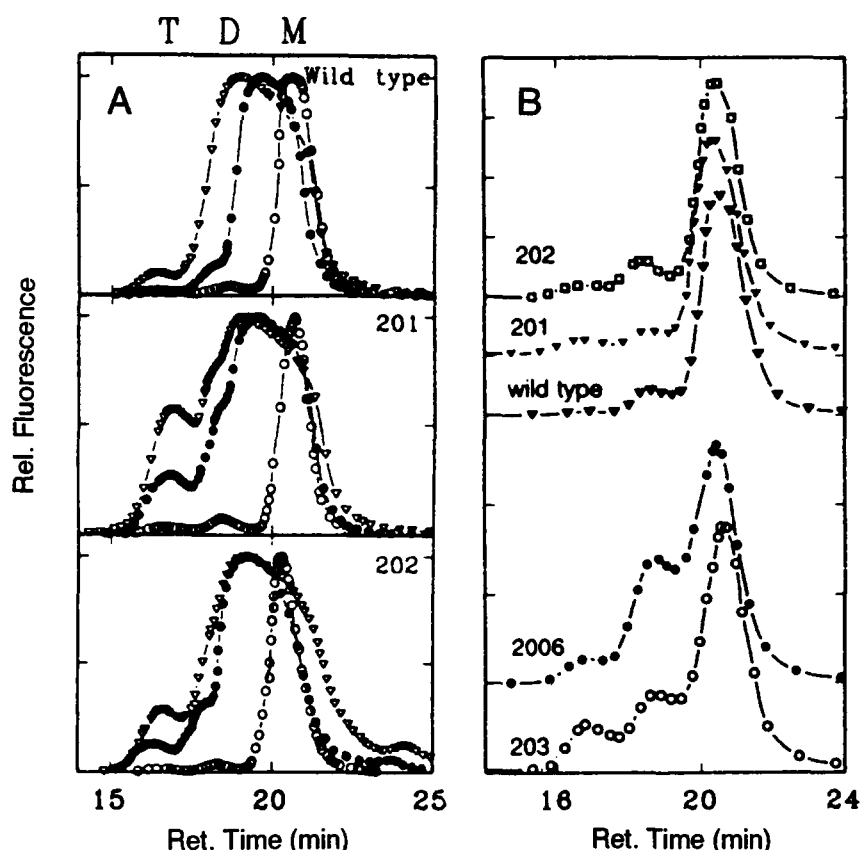 T D M
A
Wild type
201
202
B
202
201
wild type
2006
203
Rel. Fluorescence
15 20 25
Ret. Time (min)
16 20 24
Ret. Time (min)